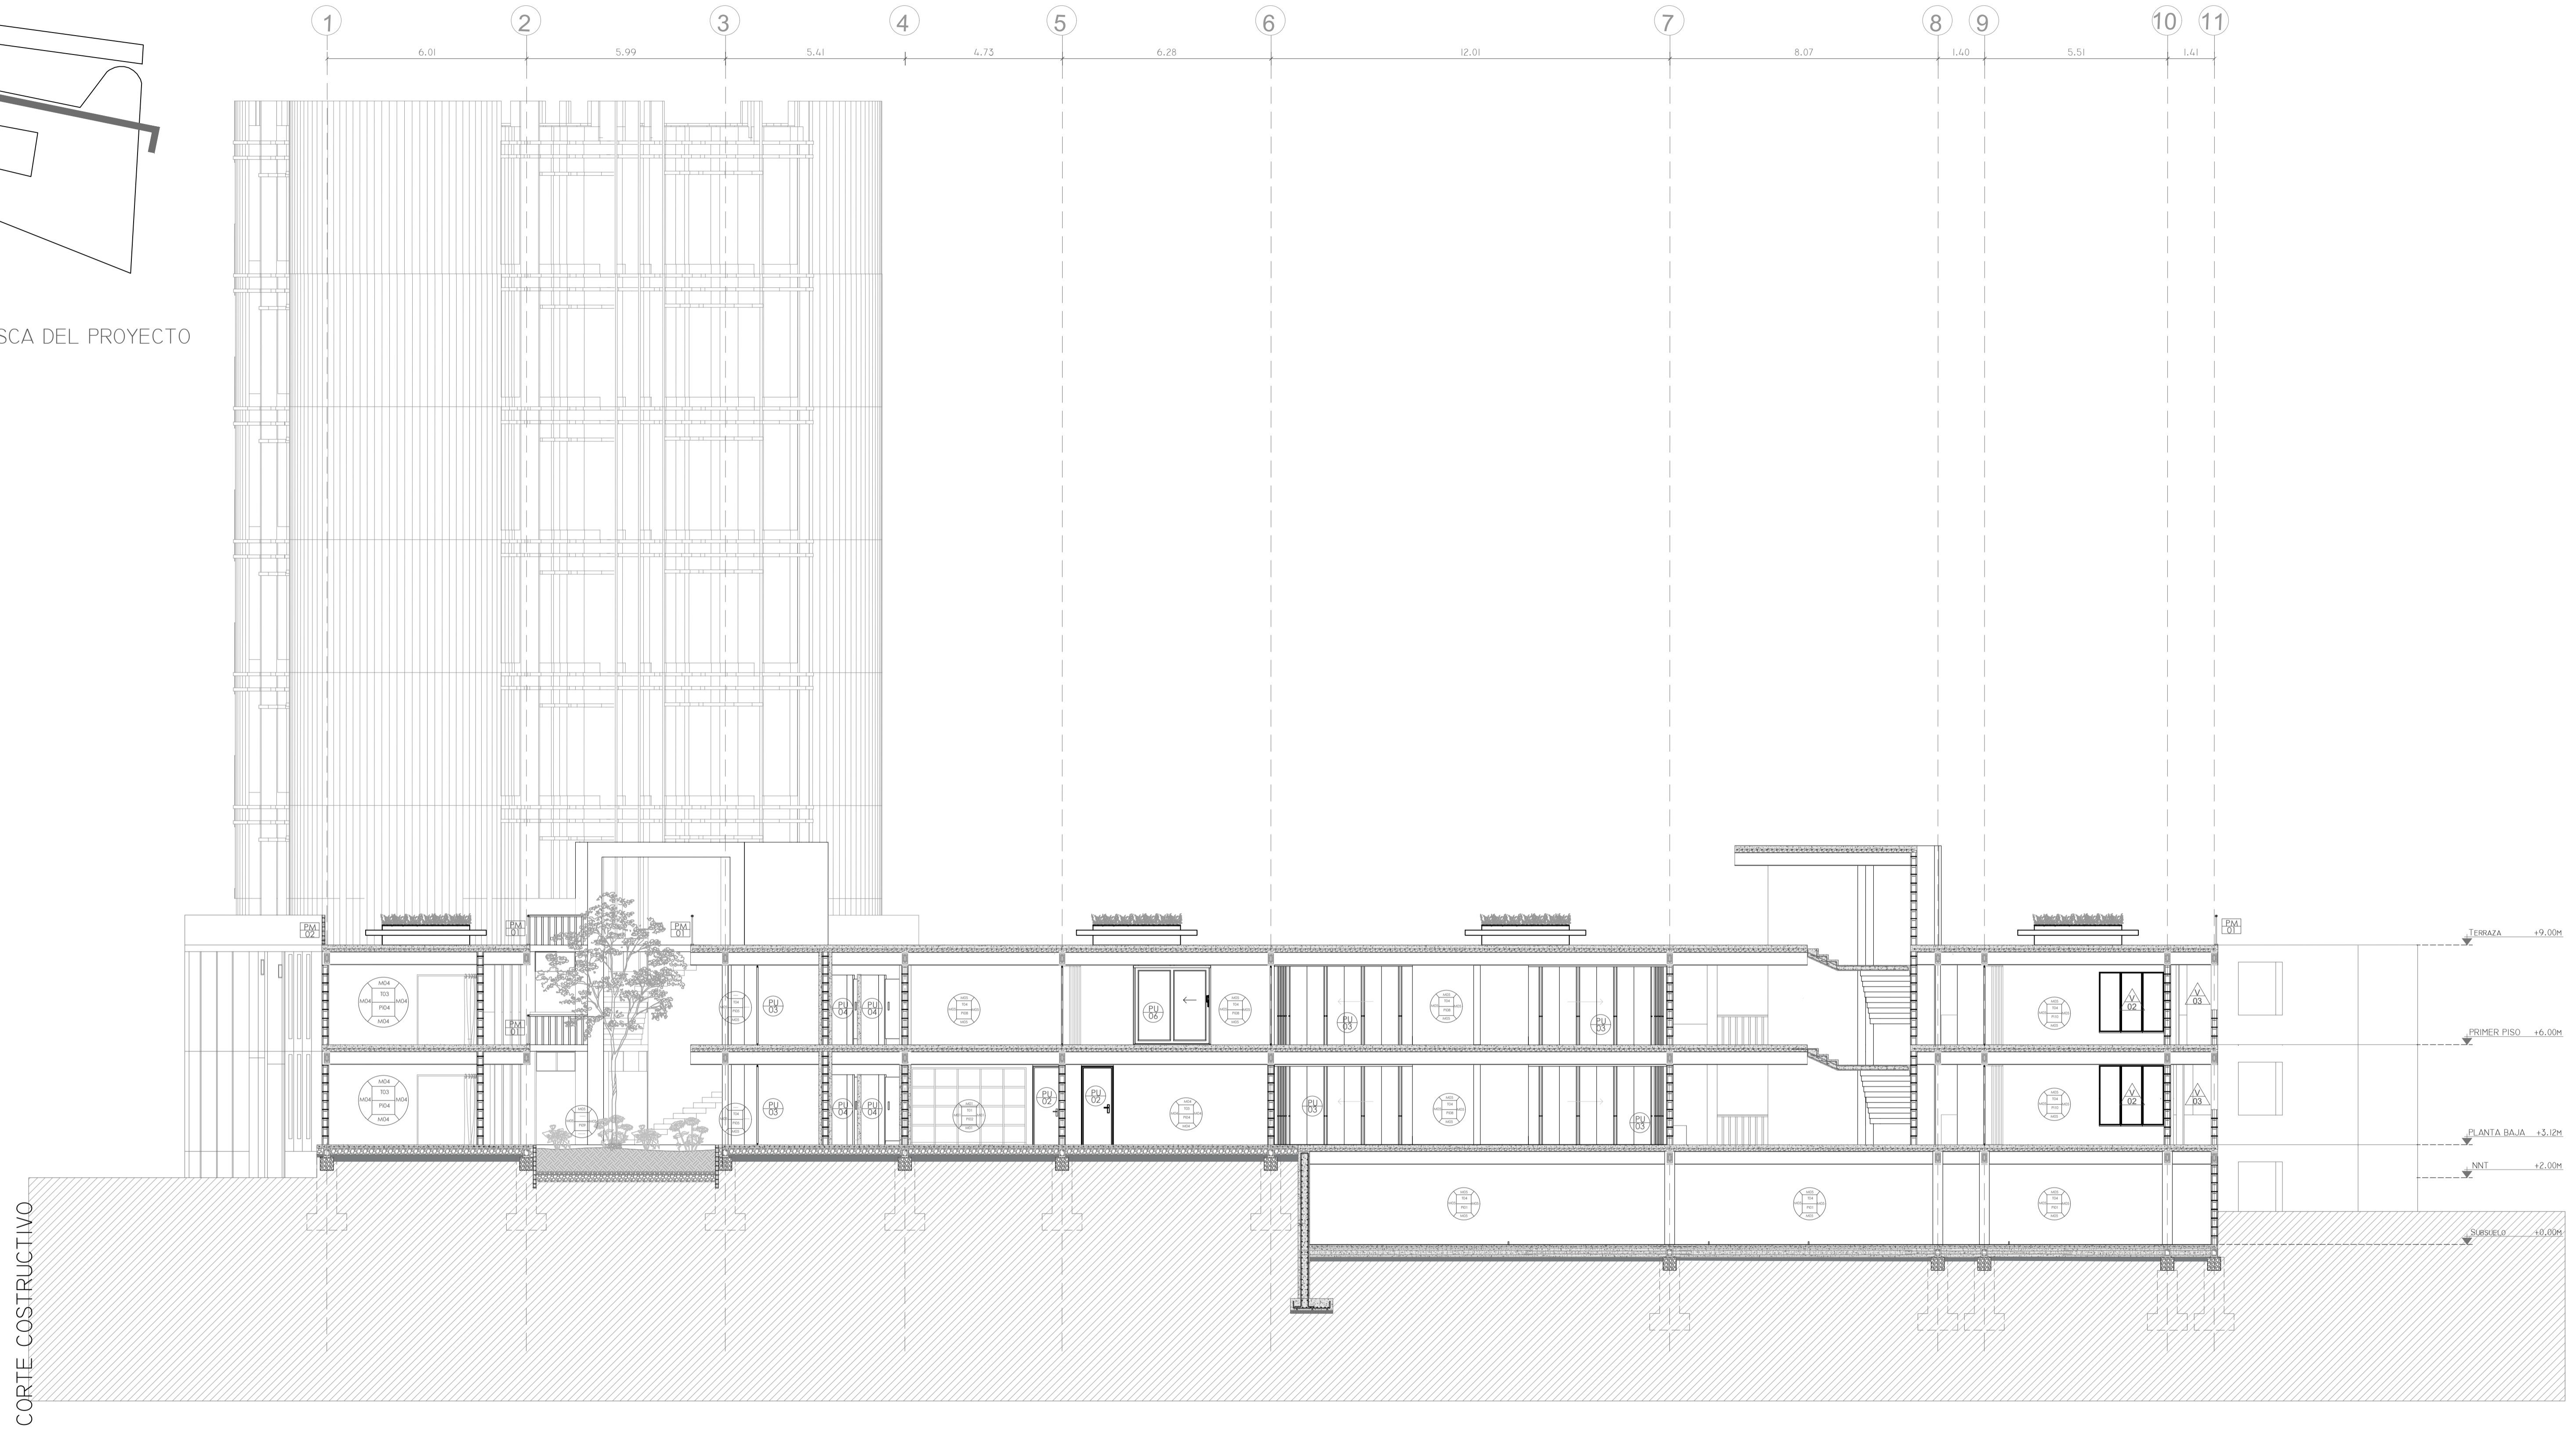 1 2 3 4 5 6 7 8 9 10 11
6.01 5.99 5.41 4.73 6.28 12.01 8.07 1.40 5.51 1.41
SCA DEL PROYECTO
PM 02
PM 01
PM 01
PM 01
TERRAZA +9.00M
M04
T03
M04 M04
PI04
M04
PM 01
PU 03
PU 04
PU 04
PU 06
PU 03
PU 03
V 02
V 03
PRIMER PISO +6.00M
M04
T03
M04 M04
PI04
M04
PU 03
PU 04
PU 04
PU 02
PU 02
PU 03
PU 03
V 02
V 03
PLANTA BAJA +3.12M
NNT +2.00M
SUBSUELO +0.00M
CORTE COSTRUCTIVO